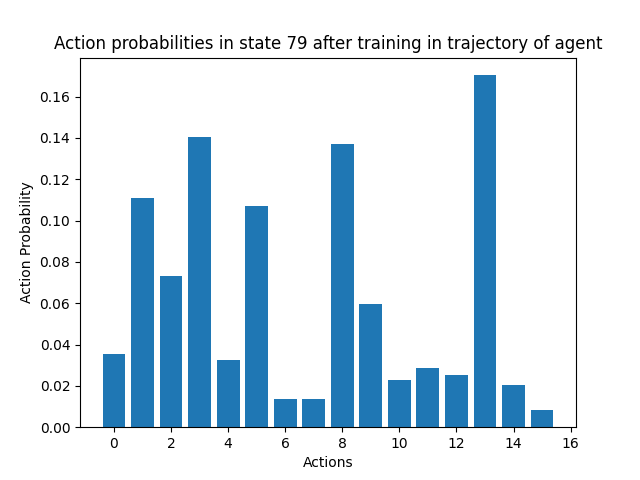 Action probabilities in state 79 after training in trajectory of agent
0.16
0.14
0.12
0.10
0.08
0.06
0.04
0.02
0.00
Action Probability
0 2 4 6 8 10 12 14 16
Actions